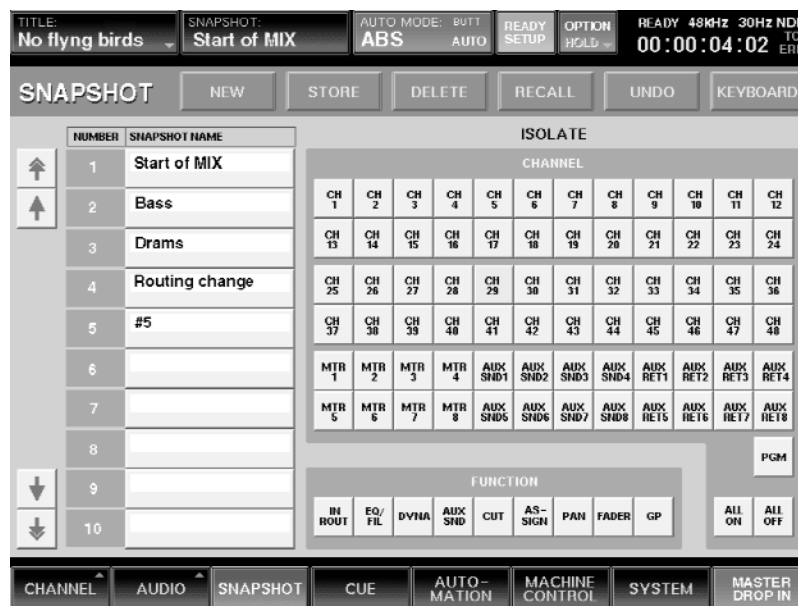 TITLE: SNAPSHOT: AUTO MODE: BUTT READY OPTION READY 48kHz 30Hz ND
No flyng birds Start of MIX ABS AUTO SETUP HOLD 00:00:04:02 TC ER
SNAPSHOT NEW STORE DELETE RECALL UNDO KEYBOARD
NUMBER SNAPSHOT NAME
1 Start of MIX
2 Bass
3 Drams
4 Routing change
5 #5
6
7
8
9
10
ISOLATE
CHANNEL
CH 1 CH 2 CH 3 CH 4 CH 5 CH 6 CH 7 CH 8 CH 9 CH 10 CH 11 CH 12
CH 13 CH 14 CH 15 CH 16 CH 17 CH 18 CH 19 CH 20 CH 21 CH 22 CH 23 CH 24
CH 25 CH 26 CH 27 CH 28 CH 29 CH 30 CH 31 CH 32 CH 33 CH 34 CH 35 CH 36
CH 37 CH 38 CH 39 CH 40 CH 41 CH 42 CH 43 CH 44 CH 45 CH 46 CH 47 CH 48
MTR 1 MTR 2 MTR 3 MTR 4 AUX SND1 AUX SND2 AUX SND3 AUX SND4 AUX RET1 AUX RET2 AUX RET3 AUX RET4
MTR 5 MTR 6 MTR 7 MTR 8 AUX SND5 AUX SND6 AUX SND7 AUX SND8 AUX RET5 AUX RET6 AUX RET7 AUX RET8
PGM
FUNCTION
IN ROUT EQ/ FIL DYNA AUX SND CUT AS- SIGN PAN FADER GP ALL ON ALL OFF
CHANNEL AUDIO SNAPSHOT CUE AUTO- MATION MACHINE CONTROL SYSTEM MASTER DROP IN